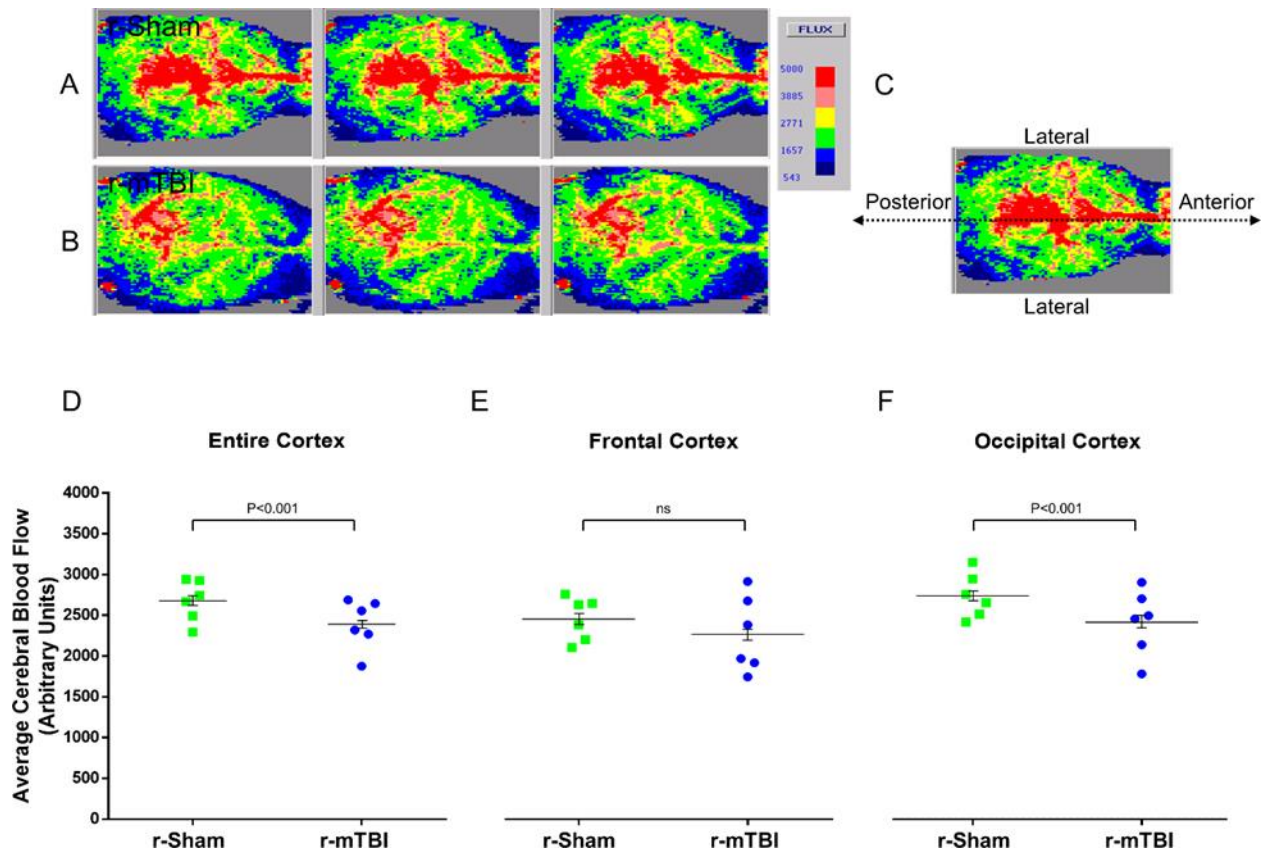 r-Sham
A
r-mTBI
B
FLUX
5000
3885
2771
1657
543
C
Lateral
Posterior
Anterior
Lateral
D
Entire Cortex
E
Frontal Cortex
F
Occipital Cortex
Average Cerebral Blood Flow
(Arbitrary Units)
4000
3500
3000
2500
2000
1500
1000
500
0
P<0.001
ns
P<0.001
r-Sham r-mTBI
r-Sham r-mTBI
r-Sham r-mTBI